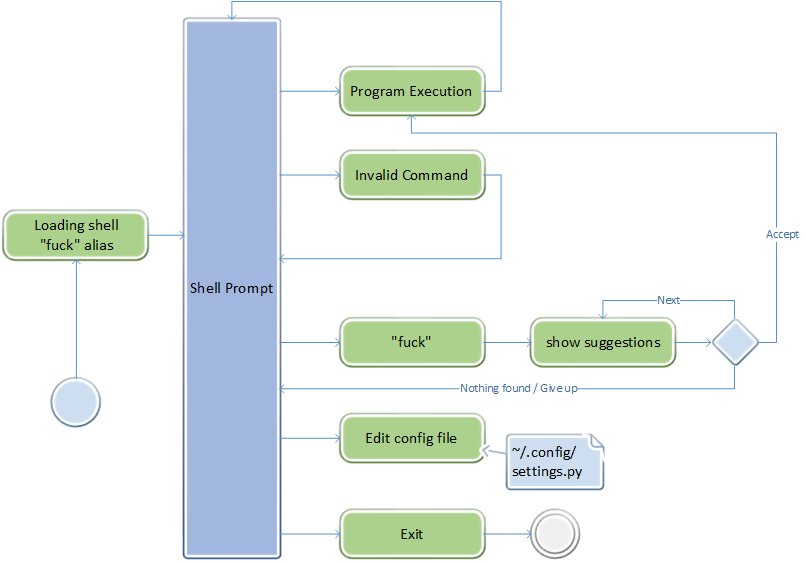 Program Execution
Invalid Command
Loading shell
"fuck" alias
Accept
Shell Prompt
Next
"fuck"
show suggestions
Nothing found / Give up
Edit config file
~/.config/
settings.py
Exit